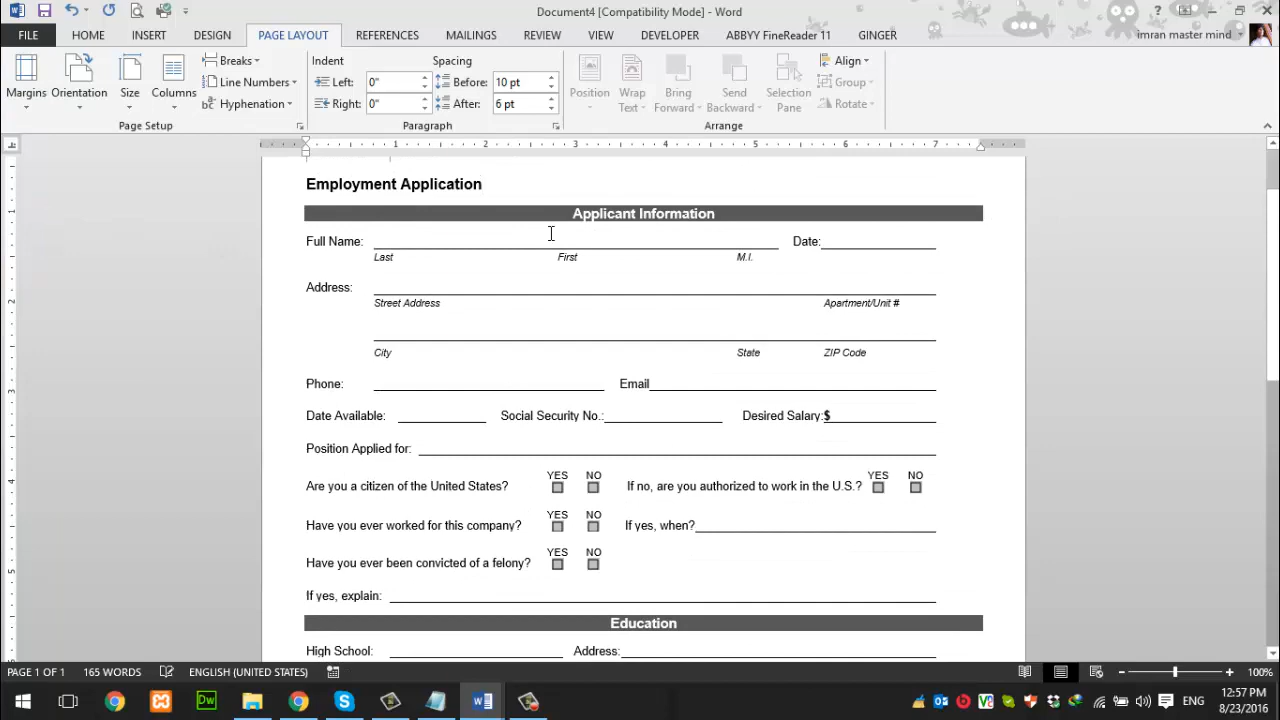 Document4 [Compatibility Mode] - Word
FILE HOME INSERT DESIGN PAGE LAYOUT REFERENCES MAILINGS REVIEW VIEW DEVELOPER ABBYY FineReader 11 GINGER imran master mind
Margins Orientation Size Columns Breaks Line Numbers Hyphenation
Page Setup
Indent Spacing
Left: 0" Before: 10 pt
Right: 0" After: 6 pt
Paragraph
Position Wrap Text Bring Forward Send Backward Selection Pane Align Group Rotate
Arrange
1 2 3 4 5 6 7
Employment Application
Applicant Information
Full Name: Date:
Last First M.I.
Address:
Street Address Apartment/Unit #
City State ZIP Code
Phone: Email
Date Available: Social Security No.: Desired Salary:$
Position Applied for:
YES NO YES NO
Are you a citizen of the United States? If no, are you authorized to work in the U.S.?
YES NO
Have you ever worked for this company? If yes, when?
YES NO
Have you ever been convicted of a felony?
If yes, explain:
Education
High School: Address:
PAGE 1 OF 1 165 WORDS ENGLISH (UNITED STATES) 100%
ENG 12:57 PM
8/23/2016